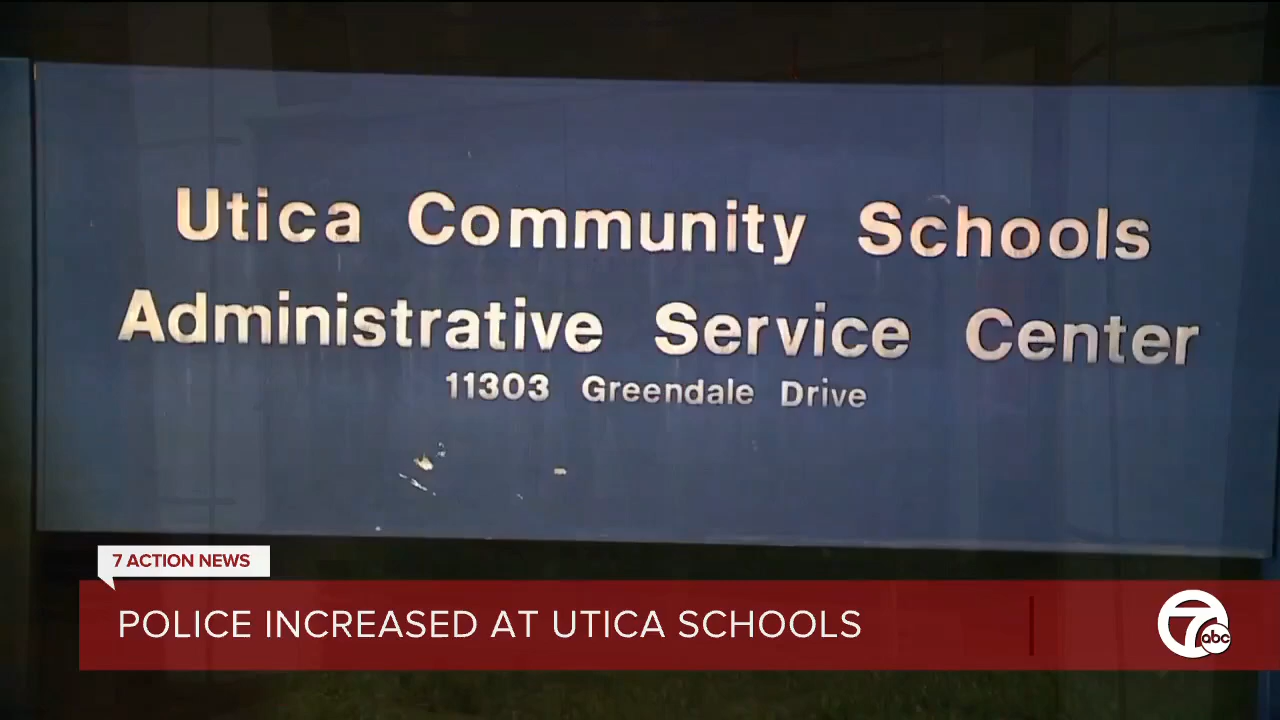 Utica Community Schools
Administrative Service Center
11303 Greendale Drive
7 ACTION NEWS
POLICE INCREASED AT UTICA SCHOOLS
7 abc